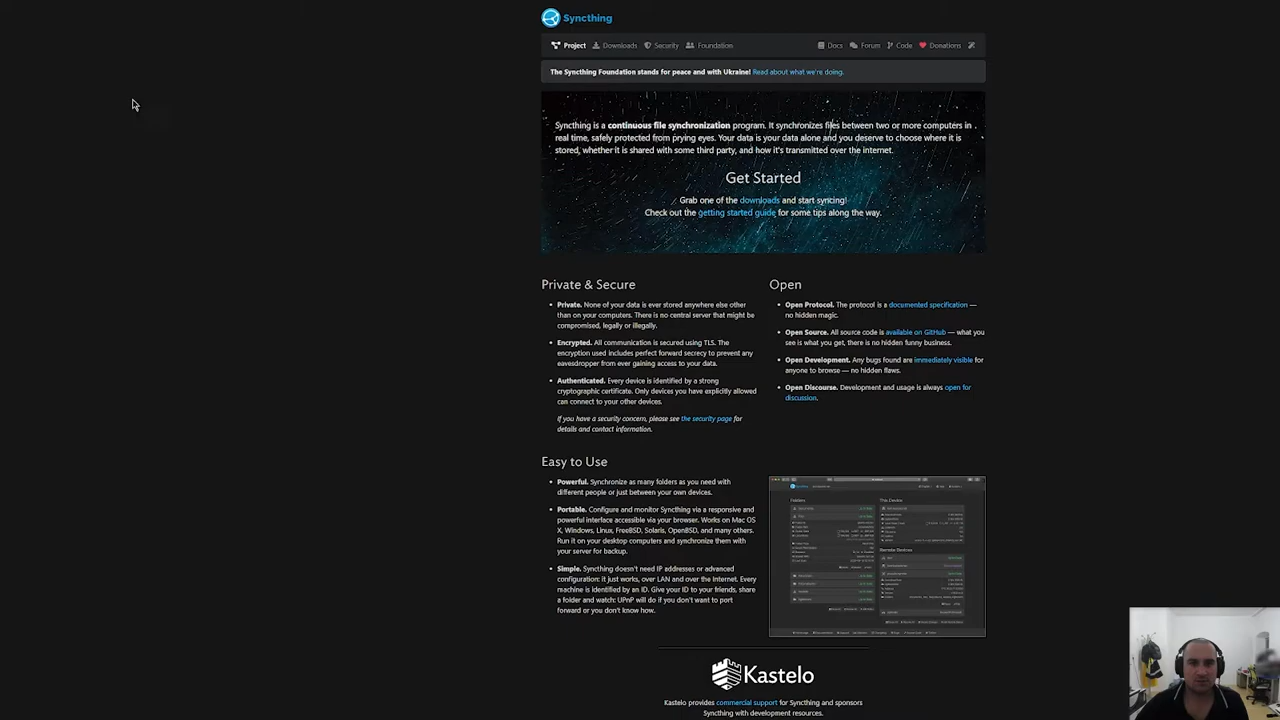 Syncthing
Project Downloads Security Foundation Docs Forum Code Donations
The Syncthing Foundation stands for peace and with Ukraine! Read about what we're doing.
Syncthing is a continuous file synchronization program. It synchronizes files between two or more computers in
real time, safely protected from prying eyes. Your data is your data alone and you deserve to choose where it is
stored, whether it is shared with some third party, and how it's transmitted over the internet.
Get Started
Grab one of the downloads and start syncing!
Check out the getting started guide for some tips along the way.
Private & Secure
Private. None of your data is ever stored anywhere else other
than on your computers. There is no central server that might be
compromised, legally or illegally.
Encrypted. All communication is secured using TLS. The
encryption used includes perfect forward secrecy to prevent any
eavesdropper from ever gaining access to your data.
Authenticated. Every device is identified by a strong
cryptographic certificate. Only devices you have explicitly allowed
can connect to your other devices.
If you have a security concern, please see the security page for
details and contact information.
Open
Open Protocol. The protocol is a documented specification —
no hidden magic.
Open Source. All source code is available on GitHub — what you
see is what you get, there is no hidden funny business.
Open Development. Any bugs found are immediately visible for
anyone to browse — no hidden flaws.
Open Discourse. Development and usage is always open for
discussion.
Easy to Use
Powerful. Synchronize as many folders as you need with
different people or just between your own devices.
Portable. Configure and monitor Syncthing via a responsive and
powerful interface accessible via your browser. Works on Mac OS
X, Windows, Linux, FreeBSD, Solaris, OpenBSD, and many others.
Run it on your desktop computers and synchronize them with
your server for backup.
Simple. Syncthing doesn't need IP addresses or advanced
configuration: it just works, over LAN and over the Internet. Every
machine is identified by an ID. Give your ID to your friends, share
a folder and watch: UPnP will do if you don't want to port
forward or you don't know how.
Folders
This Device
Remote Devices
Kastelo
Kastelo provides commercial support for Syncthing and sponsors
Syncthing with development resources.